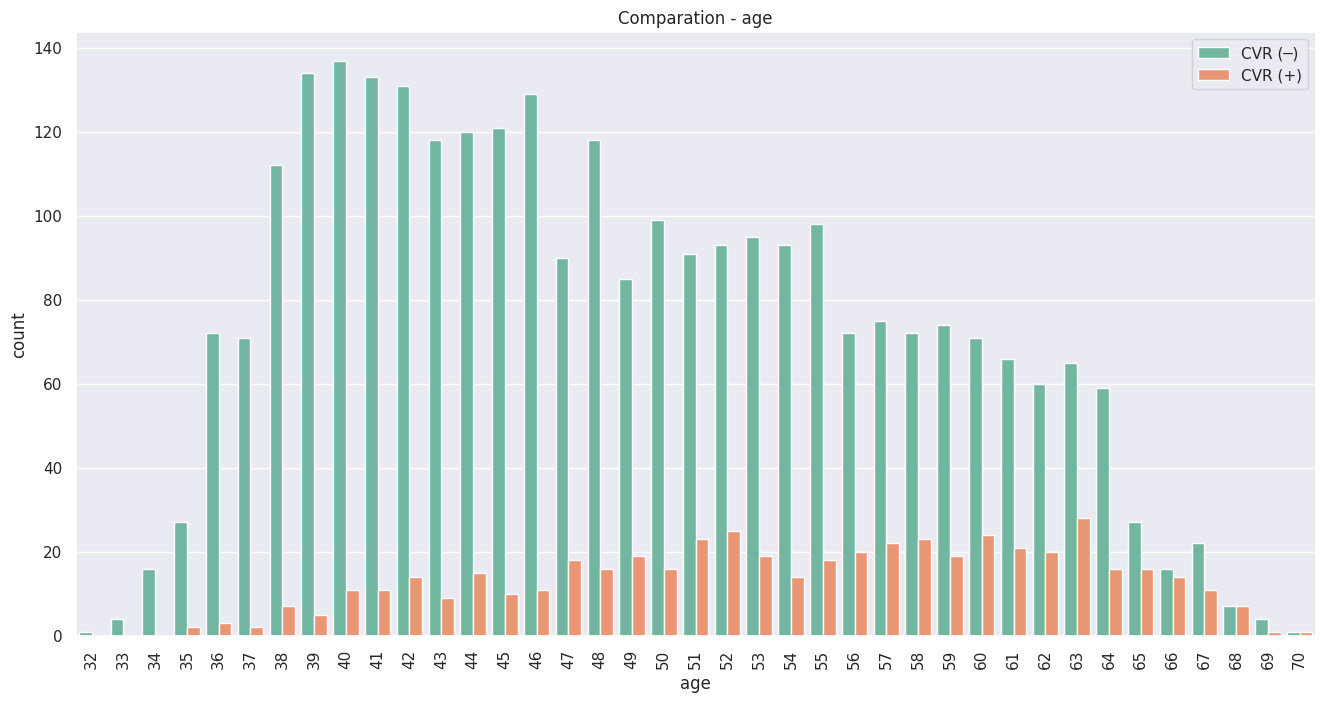 Comparation - age
CVR (−)
CVR (+)
count
140
120
100
80
60
40
20
0
32 33 34 35 36 37 38 39 40 41 42 43 44 45 46 47 48 49 50 51 52 53 54 55 56 57 58 59 60 61 62 63 64 65 66 67 68 69 70
age